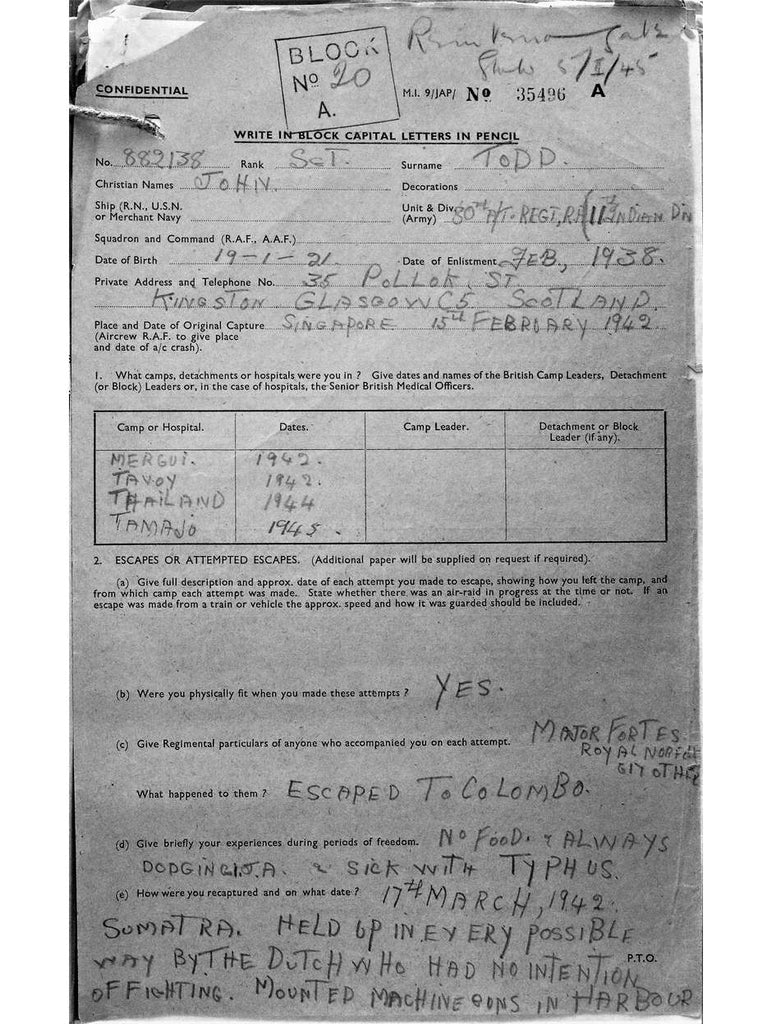 BLOCK
No 20
A.
5/I/45
CONFIDENTIAL
M.I. 9/JAP/ No 35496 A
WRITE IN BLOCK CAPITAL LETTERS IN PENCIL
No. 882138 Rank SGT. Surname TODD.
Christian Names JOHN. Decorations
Ship (R.N., U.S.N. or Merchant Navy
Unit & Div. (Army) 80TH A/T. REGT, R.A (11TH INDIAN DN
Squadron and Command (R.A.F., A.A.F.)
Date of Birth 19-1-21. Date of Enlistment FEB., 1938.
Private Address and Telephone No. 35 POLLOK, ST
KINGSTON GLASGOW C5. SCOTLAND.
Place and Date of Original Capture SINGAPORE 15TH FEBRUARY 1942.
(Aircrew R.A.F. to give place
and date of a/c crash).
1. What camps, detachments or hospitals were you in ? Give dates and names of the British Camp Leaders, Detachment
(or Block) Leaders or, in the case of hospitals, the Senior British Medical Officers.
Camp or Hospital. Dates. Camp Leader. Detachment or Block Leader (if any).
MERGUI. 1942.
TAVOY 1942.
THAILAND 1944
TAMAJO 1945.
2. ESCAPES OR ATTEMPTED ESCAPES. (Additional paper will be supplied on request if required).
(a) Give full description and approx. date of each attempt you made to escape, showing how you left the camp, and
from which camp each attempt was made. State whether there was an air-raid in progress at the time or not. If an
escape was made from a train or vehicle the approx. speed and how it was guarded should be included.
(b) Were you physically fit when you made these attempts ? YES.
(c) Give Regimental particulars of anyone who accompanied you on each attempt. MAJOR FORTES
ROYAL
What happened to them ? ESCAPED TO COLOMBO.
(d) Give briefly your experiences during periods of freedom. NO FOOD. & ALWAYS
DODGING I.J.A. & SICK WITH TYPHUS.
(e) How were you recaptured and on what date ? 17TH MARCH, 1942.
SUMATRA. HELD UP IN EVERY POSSIBLE
WAY BY THE DUTCH WHO HAD NO INTENTION
P.T.O.
OF FIGHTING. MOUNTED MACHINE GUNS IN HARBOUR